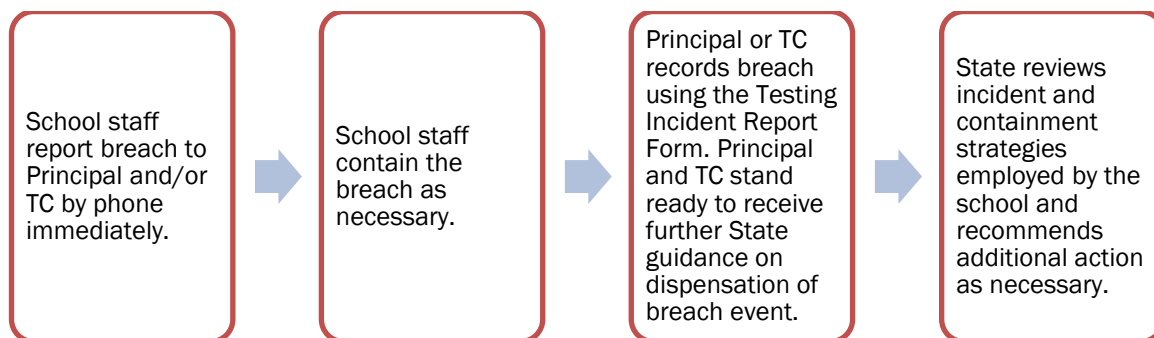 School staff
report breach to
Principal and/or
TC by phone
immediately.
School staff
contain the
breach as
necessary.
Principal or TC
records breach
using the Testing
Incident Report
Form. Principal
and TC stand
ready to receive
further State
guidance on
dispensation of
breach event.
State reviews
incident and
containment
strategies
employed by the
school and
recommends
additional action
as necessary.